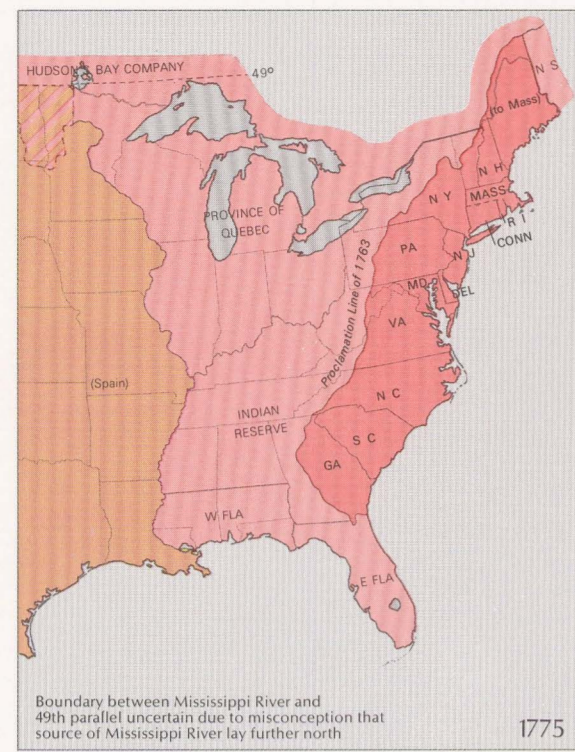 HUDSON'S BAY COMPANY
49°
N S
(to Mass)
N H
N Y
MASS
R I
CONN
PROVINCE OF
QUEBEC
PA
N J
MD
DEL
Proclamation Line of 1763
VA
(Spain)
N C
INDIAN
RESERVE
S C
GA
W FLA
E FLA
Boundary between Mississippi River and
49th parallel uncertain due to misconception that
source of Mississippi River lay further north
1775